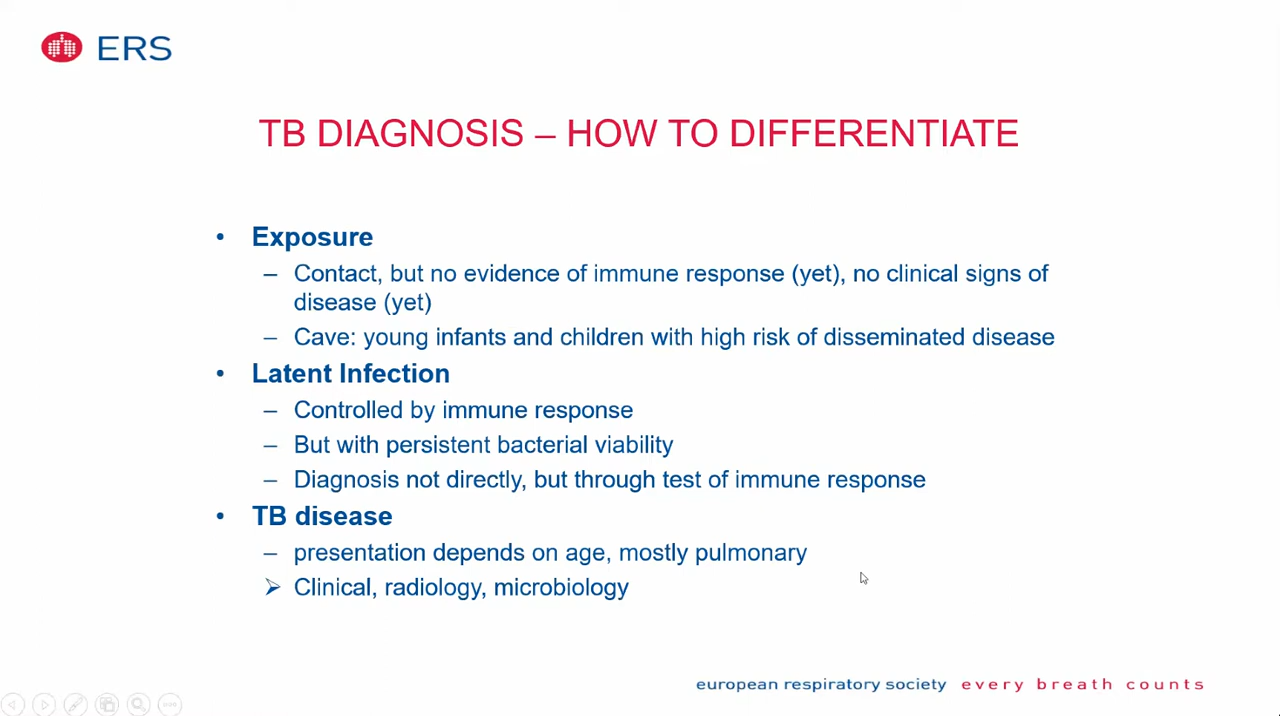 ERS
TB DIAGNOSIS – HOW TO DIFFERENTIATE
• Exposure
– Contact, but no evidence of immune response (yet), no clinical signs of
disease (yet)
– Cave: young infants and children with high risk of disseminated disease
• Latent Infection
– Controlled by immune response
– But with persistent bacterial viability
– Diagnosis not directly, but through test of immune response
• TB disease
– presentation depends on age, mostly pulmonary
➢ Clinical, radiology, microbiology
european respiratory society every breath counts